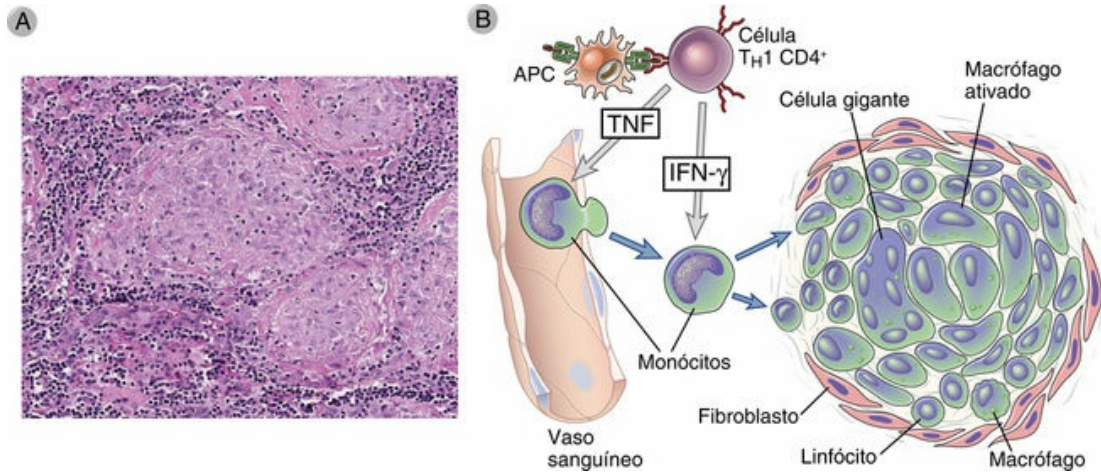 A
B
Célula
TH1 CD4+
APC
TNF
IFN-γ
Macrófago
ativado
Célula gigante
Monócitos
Vaso
sanguíneo
Fibroblasto
Linfócito
Macrófago